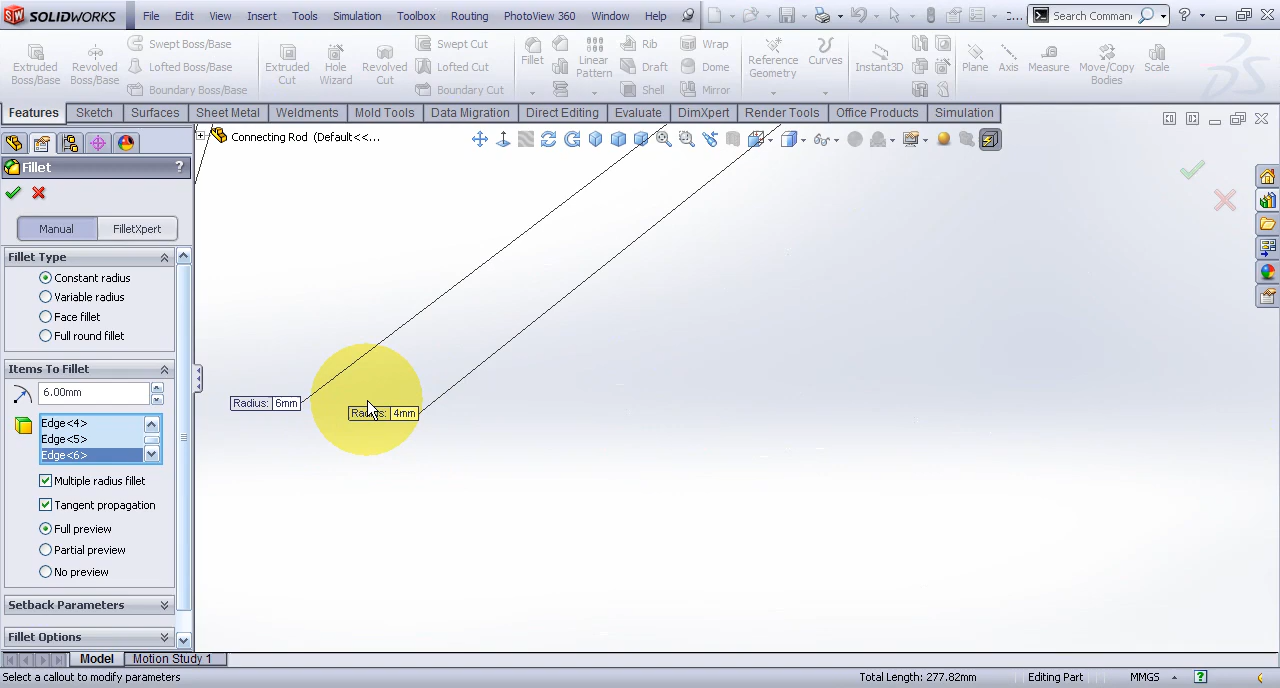 SOLIDWORKS File Edit View Insert Tools Simulation Toolbox Routing PhotoView 360 Window Help
... Search Comman
Extruded Boss/Base
Revolved Boss/Base
Swept Boss/Base
Lofted Boss/Base
Boundary Boss/Base
Extruded Cut
Hole Wizard
Revolved Cut
Swept Cut
Lofted Cut
Boundary Cut
Fillet
Linear Pattern
Rib
Draft
Shell
Wrap
Dome
Mirror
Reference Geometry
Curves
Instant3D
Plane
Axis
Measure
Move/Copy Bodies
Scale
Features Sketch Surfaces Sheet Metal Weldments Mold Tools Data Migration Direct Editing Evaluate DimXpert Render Tools Office Products Simulation
Connecting Rod (Default<<...
Fillet ?
Manual FilletXpert
Fillet Type
Constant radius
Variable radius
Face fillet
Full round fillet
Items To Fillet
6.00mm
Edge<4>
Edge<5>
Edge<6>
Multiple radius fillet
Tangent propagation
Full preview
Partial preview
No preview
Setback Parameters
Fillet Options
Radius: 6mm
Radius: 4mm
Model Motion Study 1
Select a callout to modify parameters Total Length: 277.82mm Editing Part MMGS ?